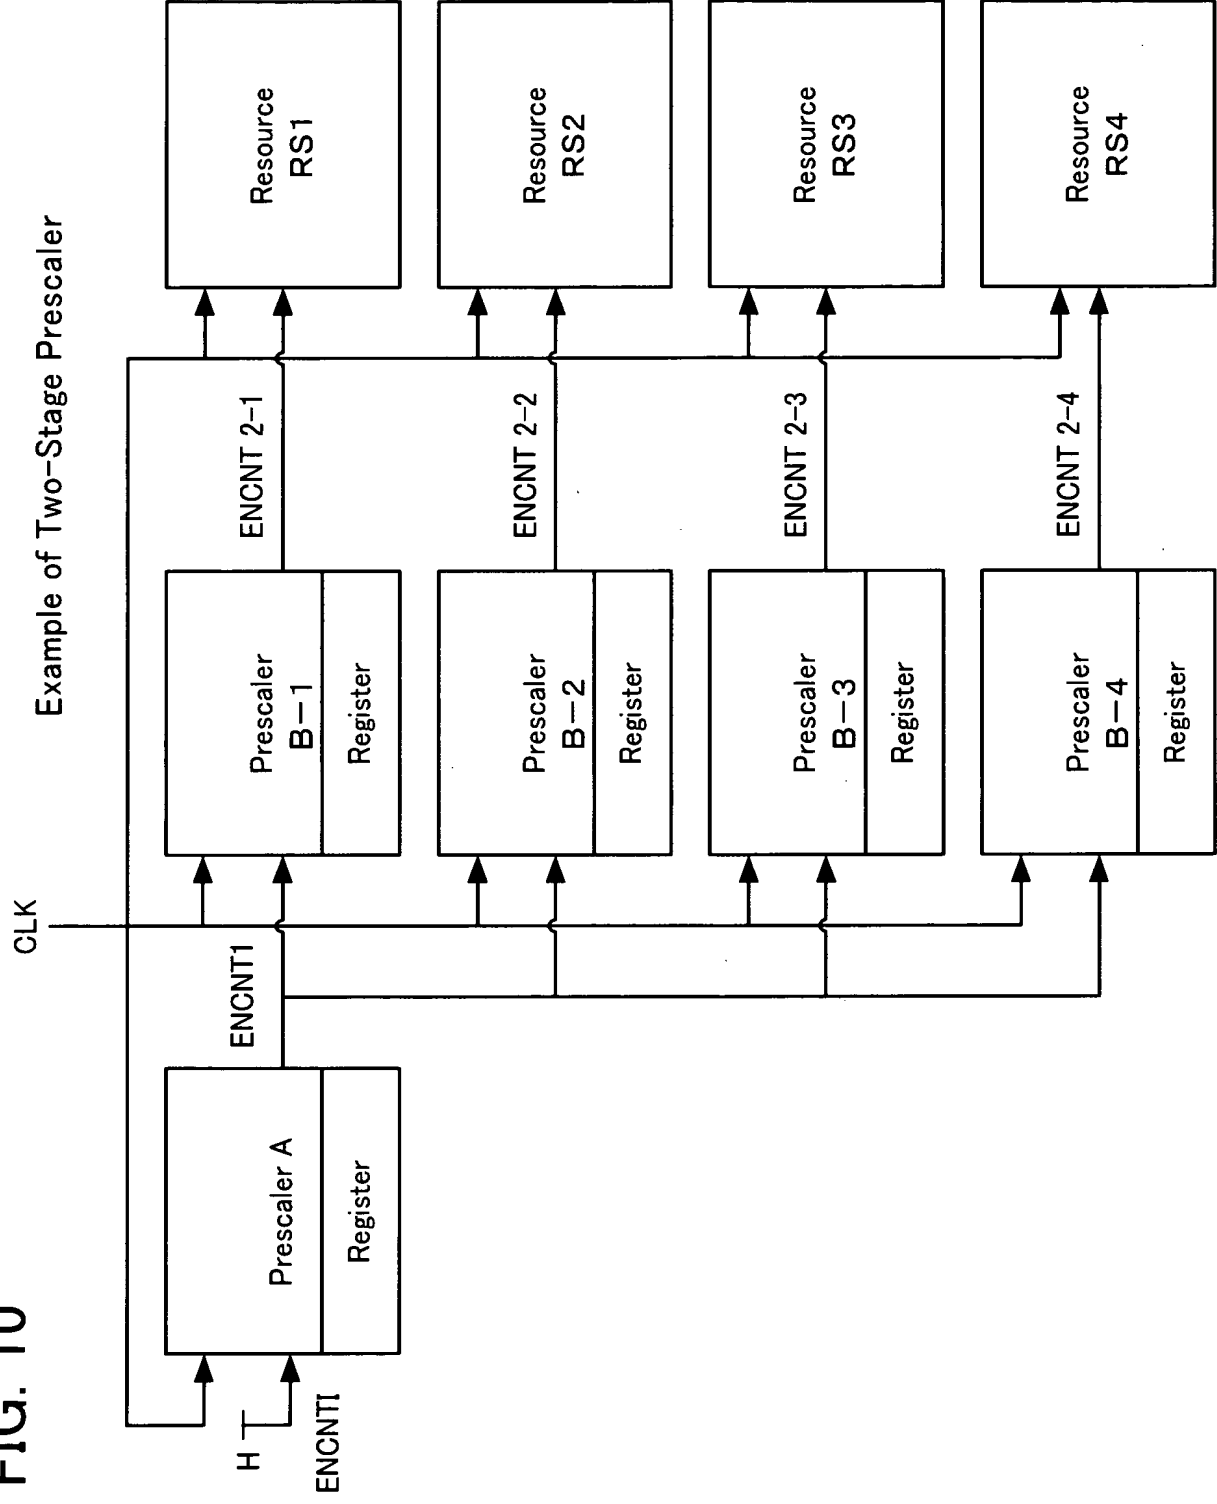 FIG. 10
Example of Two-Stage Prescaler
CLK
H
ENCNTI
Prescaler A
Register
ENCNT1
Prescaler
B-1
Register
ENCNT 2-1
Resource
RS1
Prescaler
B-2
Register
ENCNT 2-2
Resource
RS2
Prescaler
B-3
Register
ENCNT 2-3
Resource
RS3
Prescaler
B-4
Register
ENCNT 2-4
Resource
RS4